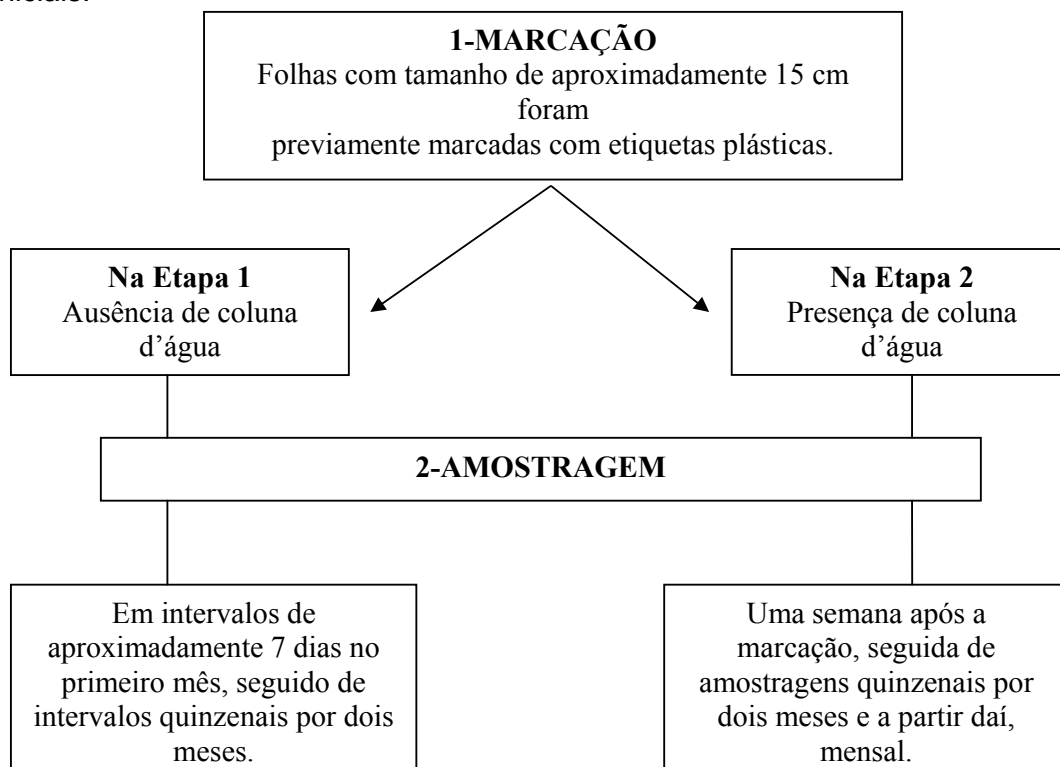 1-MARCAÇÃO
Folhas com tamanho de aproximadamente 15 cm
foram
previamente marcadas com etiquetas plásticas.
Na Etapa 1
Ausência de coluna
d’água
Na Etapa 2
Presença de coluna
d’água
2-AMOSTRAGEM
Em intervalos de
aproximadamente 7 dias no
primeiro mês, seguido de
intervalos quinzenais por dois
meses.
Uma semana após a
marcação, seguida de
amostragens quinzenais por
dois meses e a partir daí,
mensal.